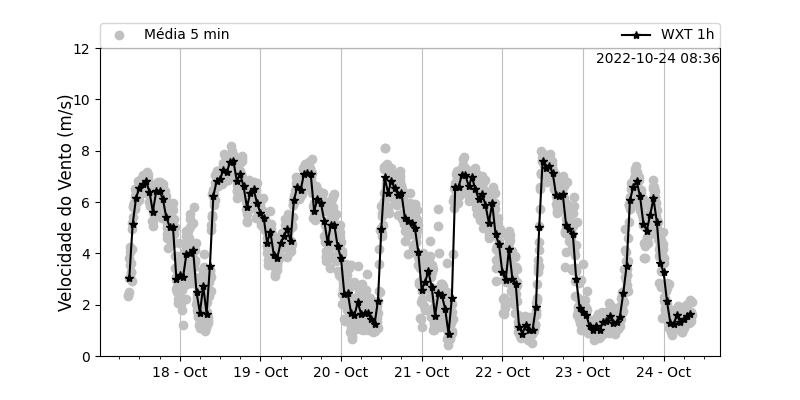 Média 5 min
WXT 1h
2022-10-24 08:36
Velocidade do Vento (m/s)
12
10
8
6
4
2
0
18 - Oct
19 - Oct
20 - Oct
21 - Oct
22 - Oct
23 - Oct
24 - Oct